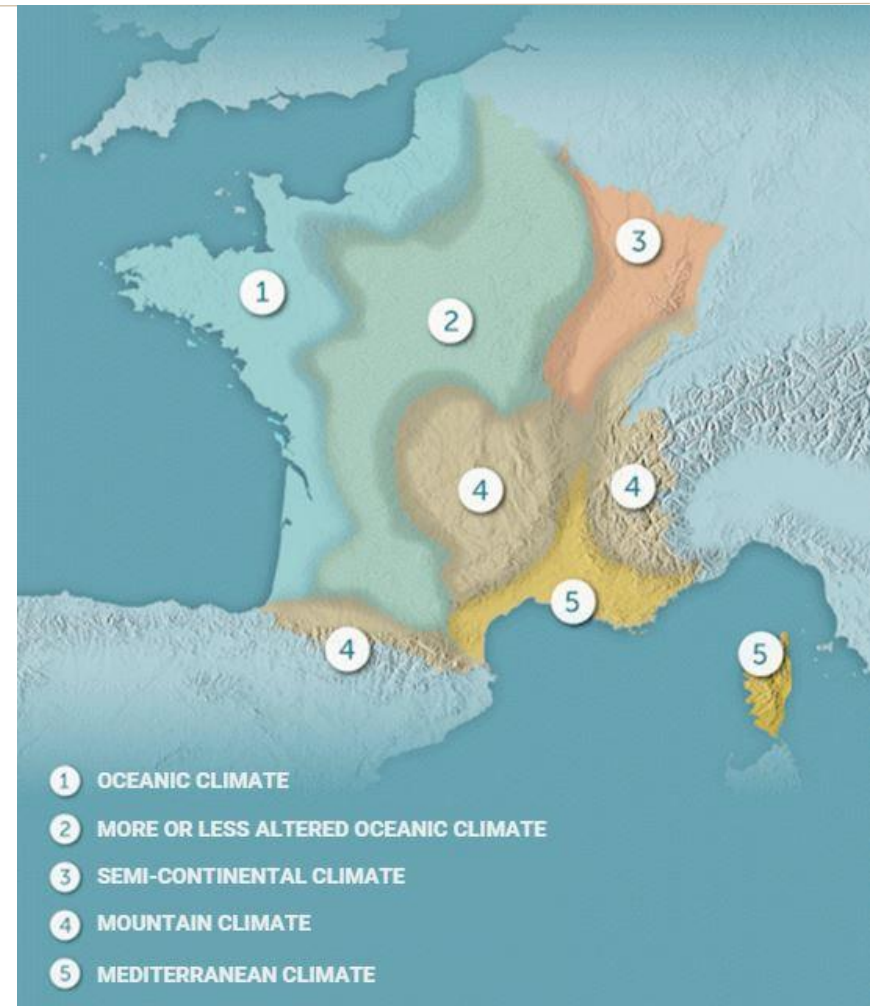 3
1
2
4
4
5
4
5
1 OCEANIC CLIMATE
2 MORE OR LESS ALTERED OCEANIC CLIMATE
3 SEMI-CONTINENTAL CLIMATE
4 MOUNTAIN CLIMATE
5 MEDITERRANEAN CLIMATE